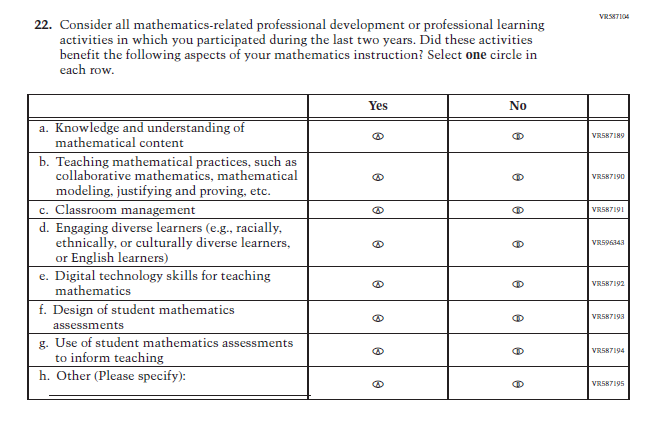 VR587104
22. Consider all mathematics-related professional development or professional learning
activities in which you participated during the last two years. Did these activities
benefit the following aspects of your mathematics instruction? Select one circle in
each row.
Yes No
a. Knowledge and understanding of
mathematical content
A B VR587189
b. Teaching mathematical practices, such as
collaborative mathematics, mathematical
modeling, justifying and proving, etc.
A B VR587190
c. Classroom management A B VR587191
d. Engaging diverse learners (e.g., racially,
ethnically, or culturally diverse learners,
or English learners)
A B VR596343
e. Digital technology skills for teaching
mathematics
A B VR587192
f. Design of student mathematics
assessments
A B VR587193
g. Use of student mathematics assessments
to inform teaching
A B VR587194
h. Other (Please specify):
A B VR587195